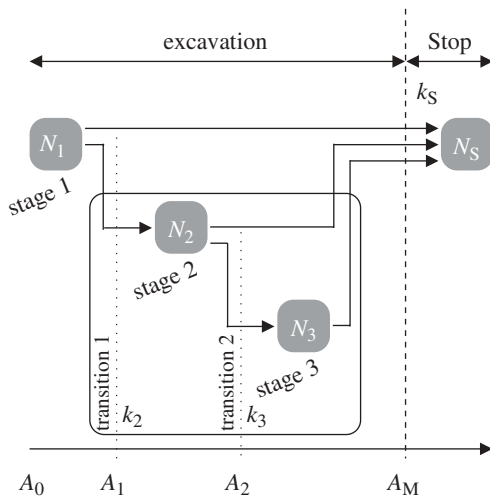 excavation
Stop
k_S
N_1
N_S
stage 1
N_2
stage 2
N_3
stage 3
transition 1
k_2
transition 2
k_3
A_0
A_1
A_2
A_M